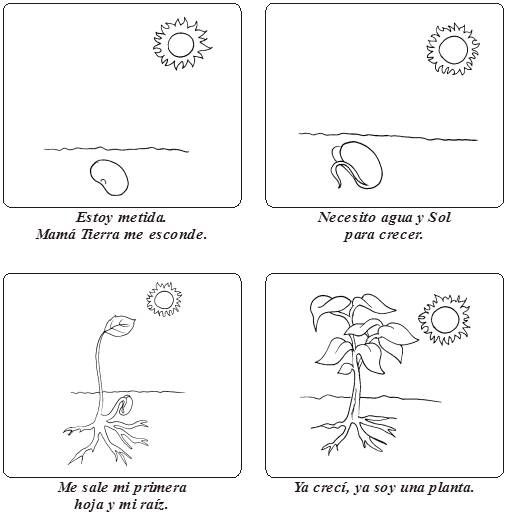 Estoy metida.
Mamá Tierra me esconde.
Necesito agua y Sol
para crecer.
Me sale mi primera
hoja y mi raíz.
Ya crecí, ya soy una planta.